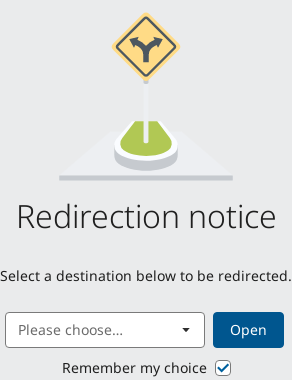 Redirection notice
Select a destination below to be redirected.
Please choose... Open
Remember my choice